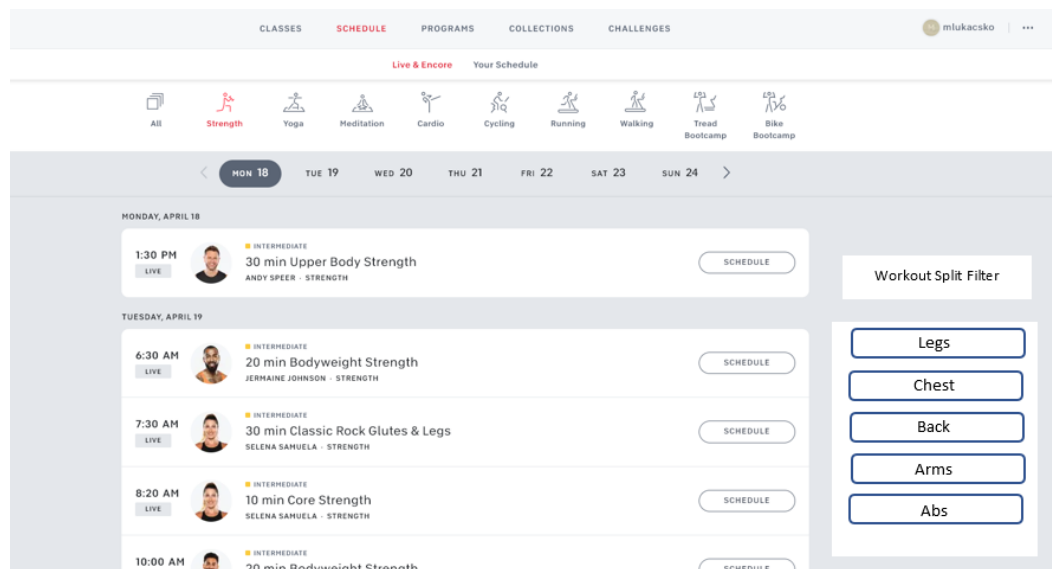 CLASSES SCHEDULE PROGRAMS COLLECTIONS CHALLENGES mlukacsko
Live & Encore Your Schedule
All Strength Yoga Meditation Cardio Cycling Running Walking Tread Bootcamp Bike Bootcamp
MON 18 TUE 19 WED 20 THU 21 FRI 22 SAT 23 SUN 24
MONDAY, APRIL 18
1:30 PM
LIVE
INTERMEDIATE
30 min Upper Body Strength
ANDY SPEER · STRENGTH
SCHEDULE
TUESDAY, APRIL 19
6:30 AM
LIVE
INTERMEDIATE
20 min Bodyweight Strength
JERMAINE JOHNSON · STRENGTH
SCHEDULE
7:30 AM
LIVE
INTERMEDIATE
30 min Classic Rock Glutes & Legs
SELENA SAMUELA · STRENGTH
SCHEDULE
8:20 AM
LIVE
INTERMEDIATE
10 min Core Strength
SELENA SAMUELA · STRENGTH
SCHEDULE
10:00 AM
INTERMEDIATE
20 min Bodyweight Strength
SCHEDULE
Workout Split Filter
Legs
Chest
Back
Arms
Abs